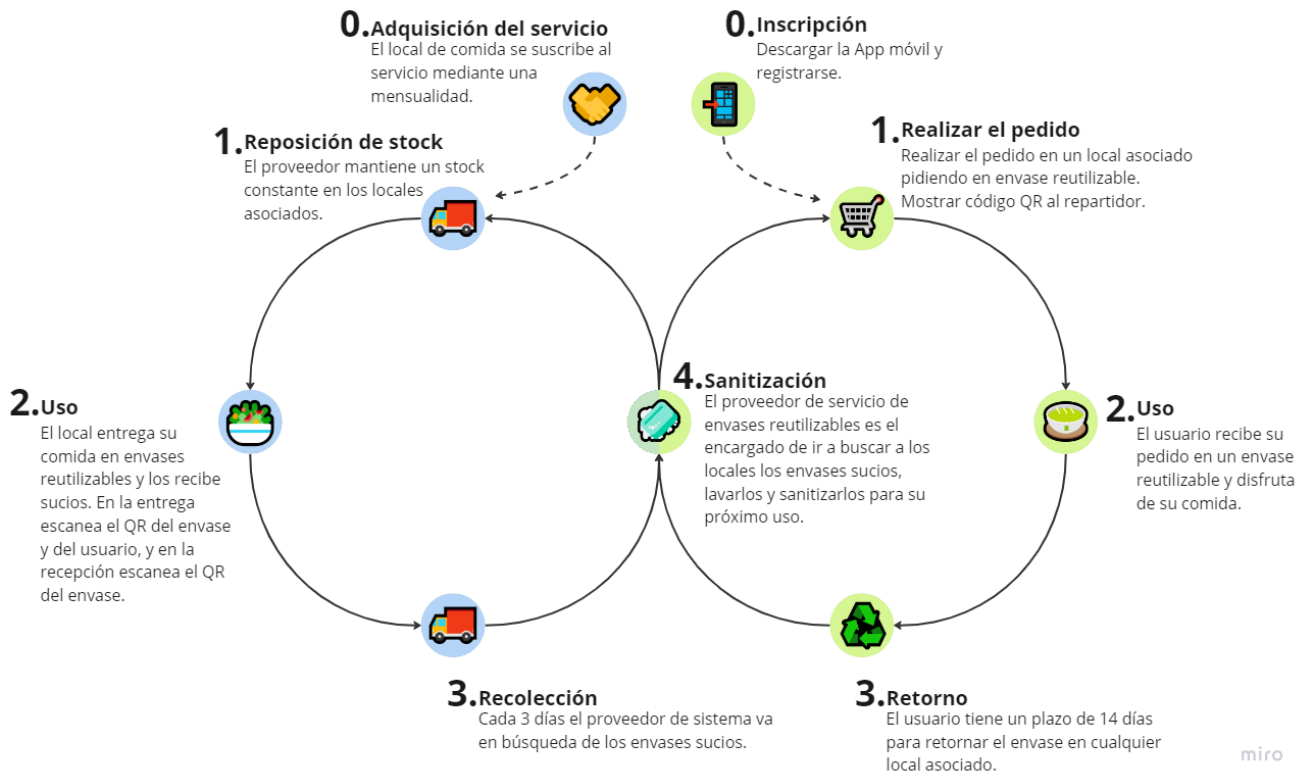 0. Adquisición del servicio
El local de comida se suscribe al
servicio mediante una
mensualidad.
0. Inscripción
Descargar la App móvil y
registrarse.
1. Reposición de stock
El proveedor mantiene un stock
constante en los locales
asociados.
1. Realizar el pedido
Realizar el pedido en un local asociado
pidiendo en envase reutilizable.
Mostrar código QR al repartidor.
2. Uso
El local entrega su
comida en envases
reutilizables y los recibe
sucios. En la entrega
escanea el QR del envase
y del usuario, y en la
recepción escanea el QR
del envase.
4. Sanitización
El proveedor de servicio de
envases reutilizables es el
encargado de ir a buscar a los
locales los envases sucios,
lavarlos y sanitizarlos para su
próximo uso.
2. Uso
El usuario recibe su
pedido en un envase
reutilizable y disfruta
de su comida.
3. Recolección
Cada 3 días el proveedor de sistema va
en búsqueda de los envases sucios.
3. Retorno
El usuario tiene un plazo de 14 días
para retornar el envase en cualquier
local asociado.
miro